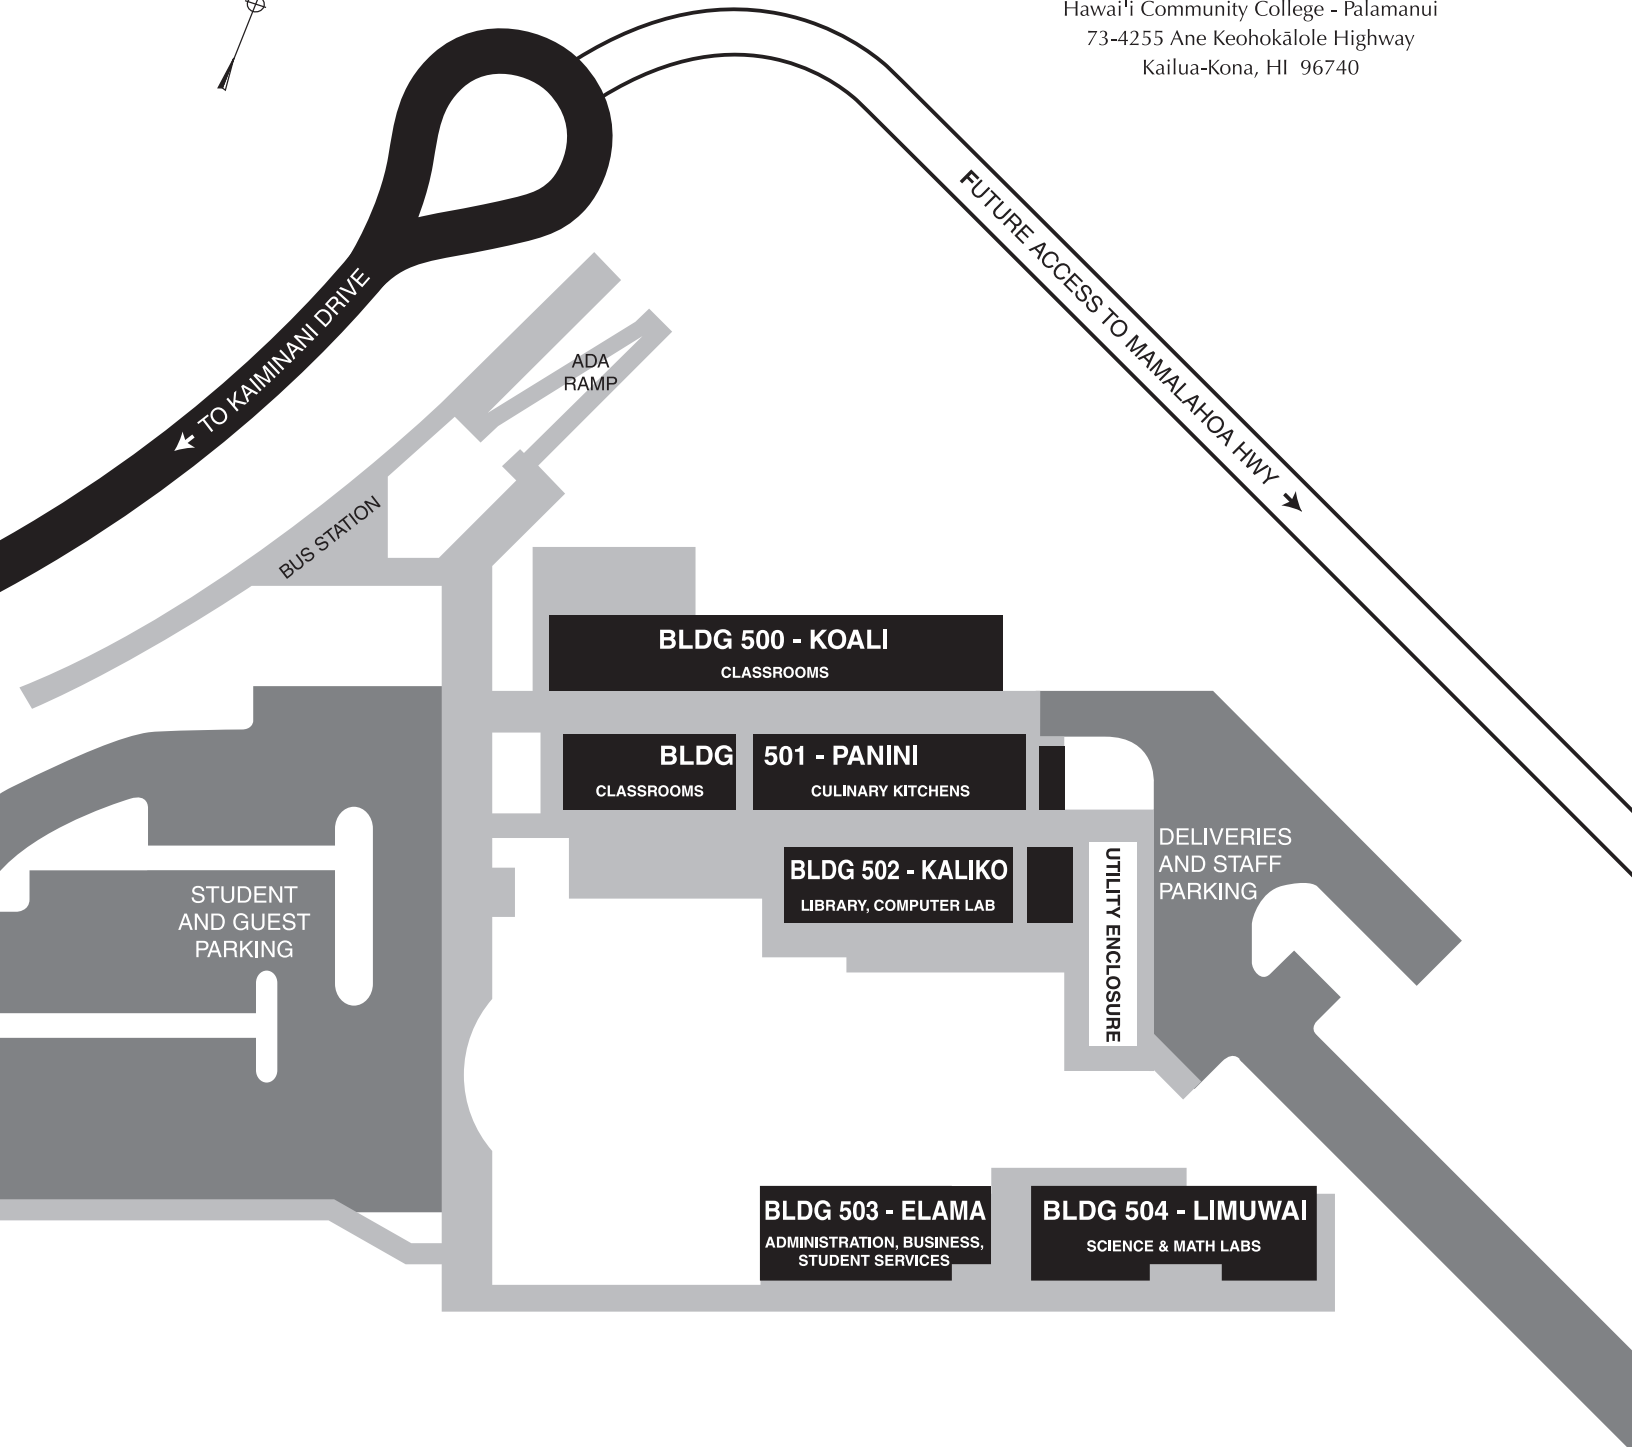 Hawai'i Community College - Palamanui
73-4255 Ane Keohokālole Highway
Kailua-Kona, HI  96740
FUTURE ACCESS TO MAMALAHOA HWY
TO KAIMINANI DRIVE
ADA
RAMP
BUS STATION
BLDG 500 - KOALI
CLASSROOMS
BLDG 501 - PANINI
CLASSROOMS
CULINARY KITCHENS
BLDG 502 - KALIKO
LIBRARY, COMPUTER LAB
UTILITY ENCLOSURE
DELIVERIES
AND STAFF
PARKING
STUDENT
AND GUEST
PARKING
BLDG 503 - ELAMA
ADMINISTRATION, BUSINESS,
STUDENT SERVICES
BLDG 504 - LIMUWAI
SCIENCE & MATH LABS